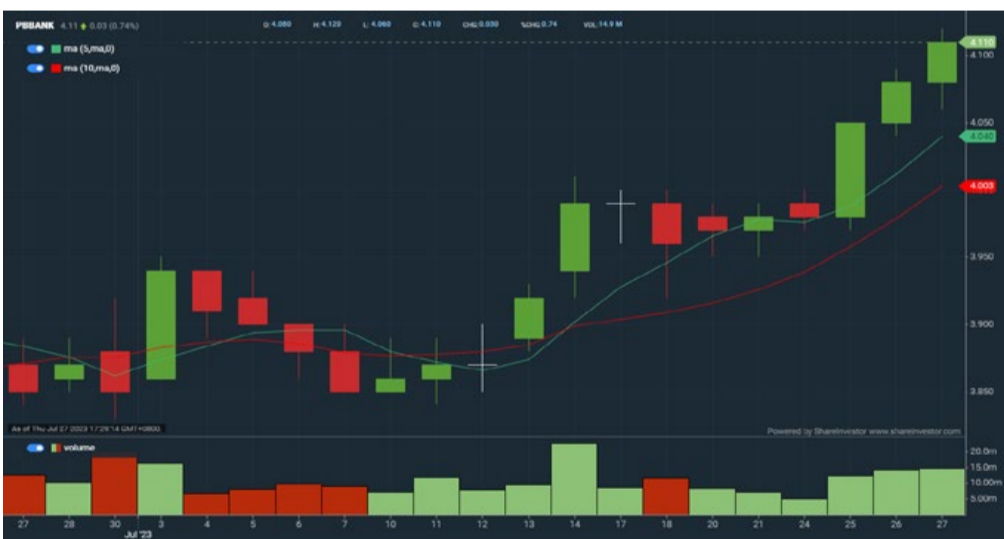 PBBANK 4.11 0.03 (0.74%) O: 4.080 H: 4.120 L: 4.060 C: 4.110 CHG: 0.030 %CHG: 0.74 VOL: 14.9 M
ma (5,ma,0)
ma (10,ma,0)
4.110
4.100
4.050
4.040
4.003
3.950
3.900
3.850
As of Thu Jul 27 2023 17:29:14 GMT+0800.
Powered by ShareInvestor www.shareinvestor.com
volume
20.0m
15.0m
10.00m
5.00m
27 28 30 3 4 5 6 7 10 11 12 13 14 17 18 20 21 24 25 26 27
Jul '23